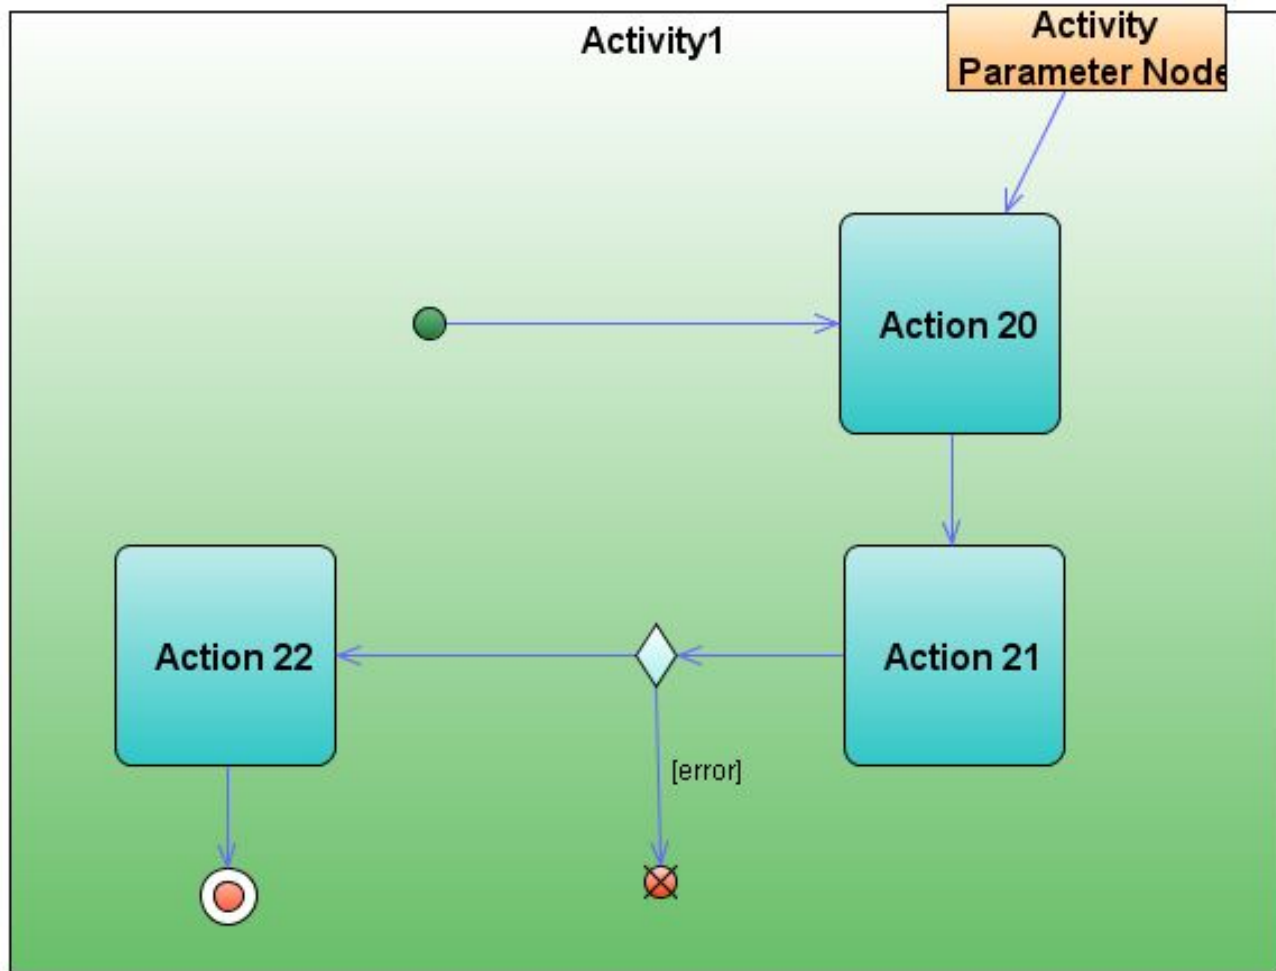 Activity1
Activity
Parameter Node
Action 20
Action 22
Action 21
[error]